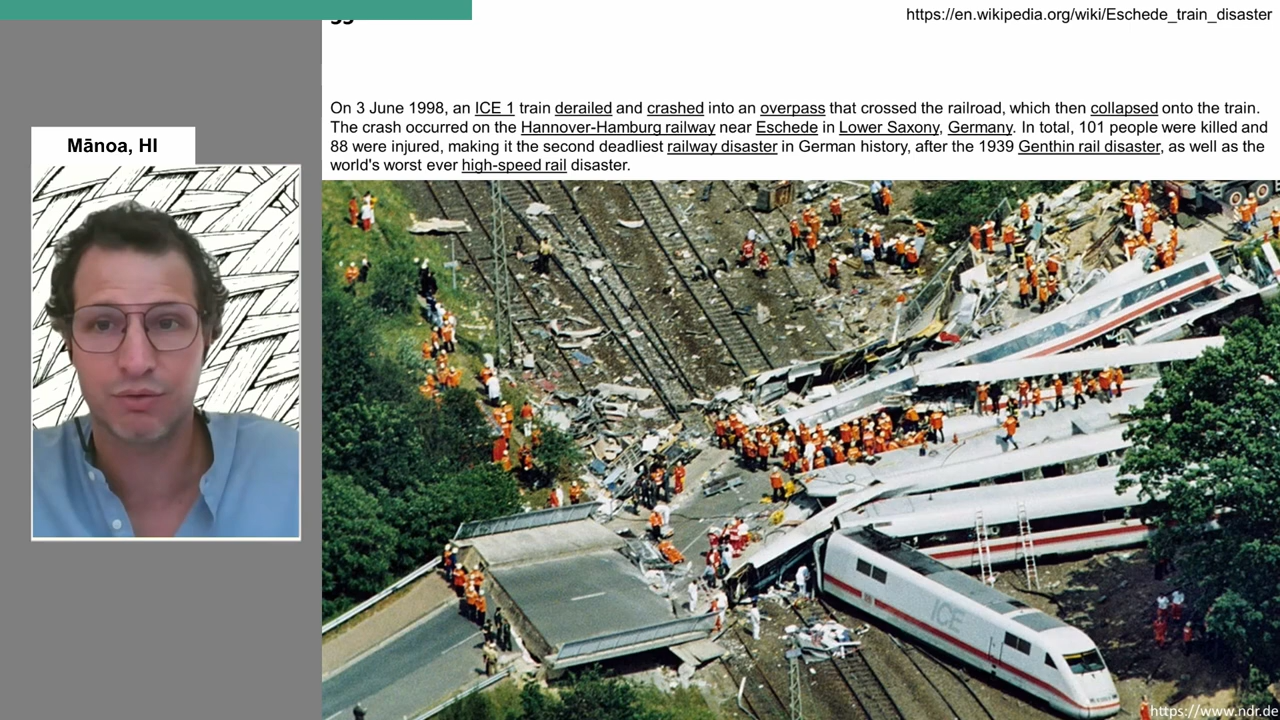 https://en.wikipedia.org/wiki/Eschede_train_disaster
On 3 June 1998, an ICE 1 train derailed and crashed into an overpass that crossed the railroad, which then collapsed onto the train.
The crash occurred on the Hannover-Hamburg railway near Eschede in Lower Saxony, Germany. In total, 101 people were killed and
88 were injured, making it the second deadliest railway disaster in German history, after the 1939 Genthin rail disaster, as well as the
world's worst ever high-speed rail disaster.
Mānoa, HI
ICE
https://www.ndr.de